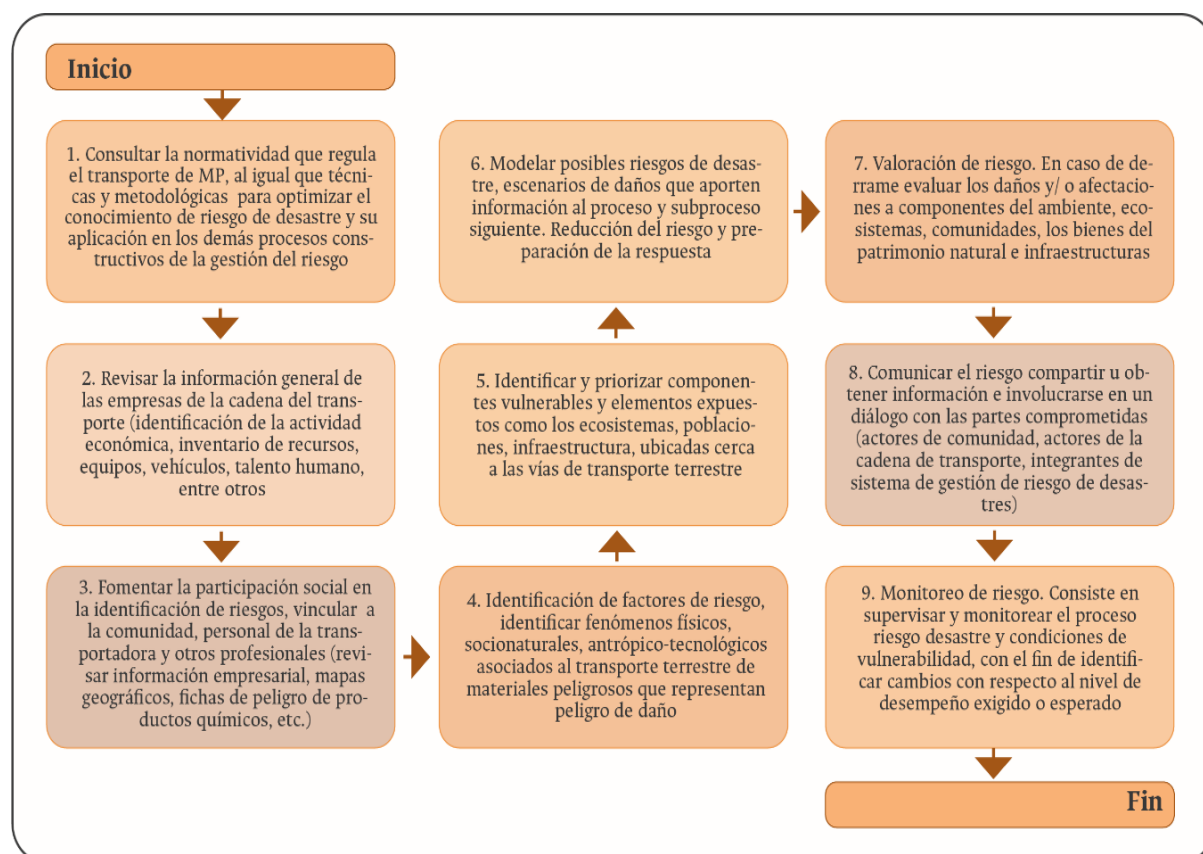 Inicio
1. Consultar la normatividad que regula
el transporte de MP, al igual que técnicas
y metodológicas para optimizar el
conocimiento de riesgo de desastre y su
aplicación en los demás procesos cons-
tructivos de la gestión del riesgo
2. Revisar la información general de
las empresas de la cadena del trans-
porte (identificación de la actividad
económica, inventario de recursos,
equipos, vehículos, talento humano,
entre otros
3. Fomentar la participación social en
la identificación de riesgos, vincular a
la comunidad, personal de la trans-
portadora y otros profesionales (revi-
sar información empresarial, mapas
geográficos, fichas de peligro de pro-
ductos químicos, etc.)
4. Identificación de factores de riesgo,
identificar fenómenos físicos,
socionaturales, antrópico-tecnológicos
asociados al transporte terrestre de
materiales peligrosos que representan
peligro de daño
5. Identificar y priorizar componen-
tes vulnerables y elementos expues-
tos como los ecosistemas, poblacio-
nes, infraestructura, ubicadas cerca
a las vías de transporte terrestre
6. Modelar posibles riesgos de desas-
tre, escenarios de daños que aporten
información al proceso y subproceso
siguiente. Reducción del riesgo y pre-
paración de la respuesta
7. Valoración de riesgo. En caso de de-
rrame evaluar los daños y/ o afectacio-
nes a componentes del ambiente, eco-
sistemas, comunidades, los bienes del
patrimonio natural e infraestructuras
8. Comunicar el riesgo compartir u ob-
tener información e involucrarse en un
diálogo con las partes comprometidas
(actores de comunidad, actores de la
cadena de transporte, integrantes de
sistema de gestión de riesgo de desas-
tres)
9. Monitoreo de riesgo. Consiste en
supervisar y monitorear el proceso
riesgo desastre y condiciones de
vulnerabilidad, con el fin de identifi-
car cambios con respecto al nivel de
desempeño exigido o esperado
Fin